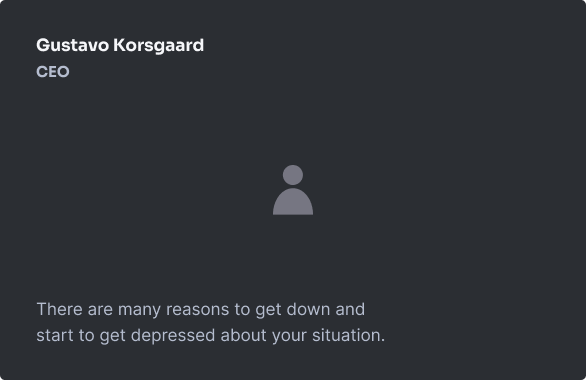 Gustavo Korsgaard
CEO
There are many reasons to get down and
start to get depressed about your situation.